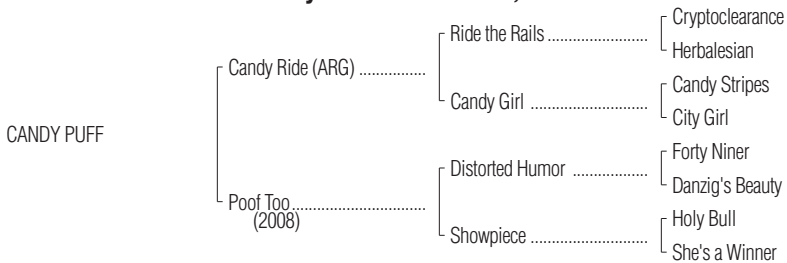 Cryptoclearance
Ride the Rails ....................
Herbalesian
Candy Ride (ARG) ................
Candy Stripes
Candy Girl .......................
City Girl
CANDY PUFF
Forty Niner
Distorted Humor ...............
Danzig's Beauty
Poof Too ................................
(2008)
Holy Bull
Showpiece .......................
She's a Winner